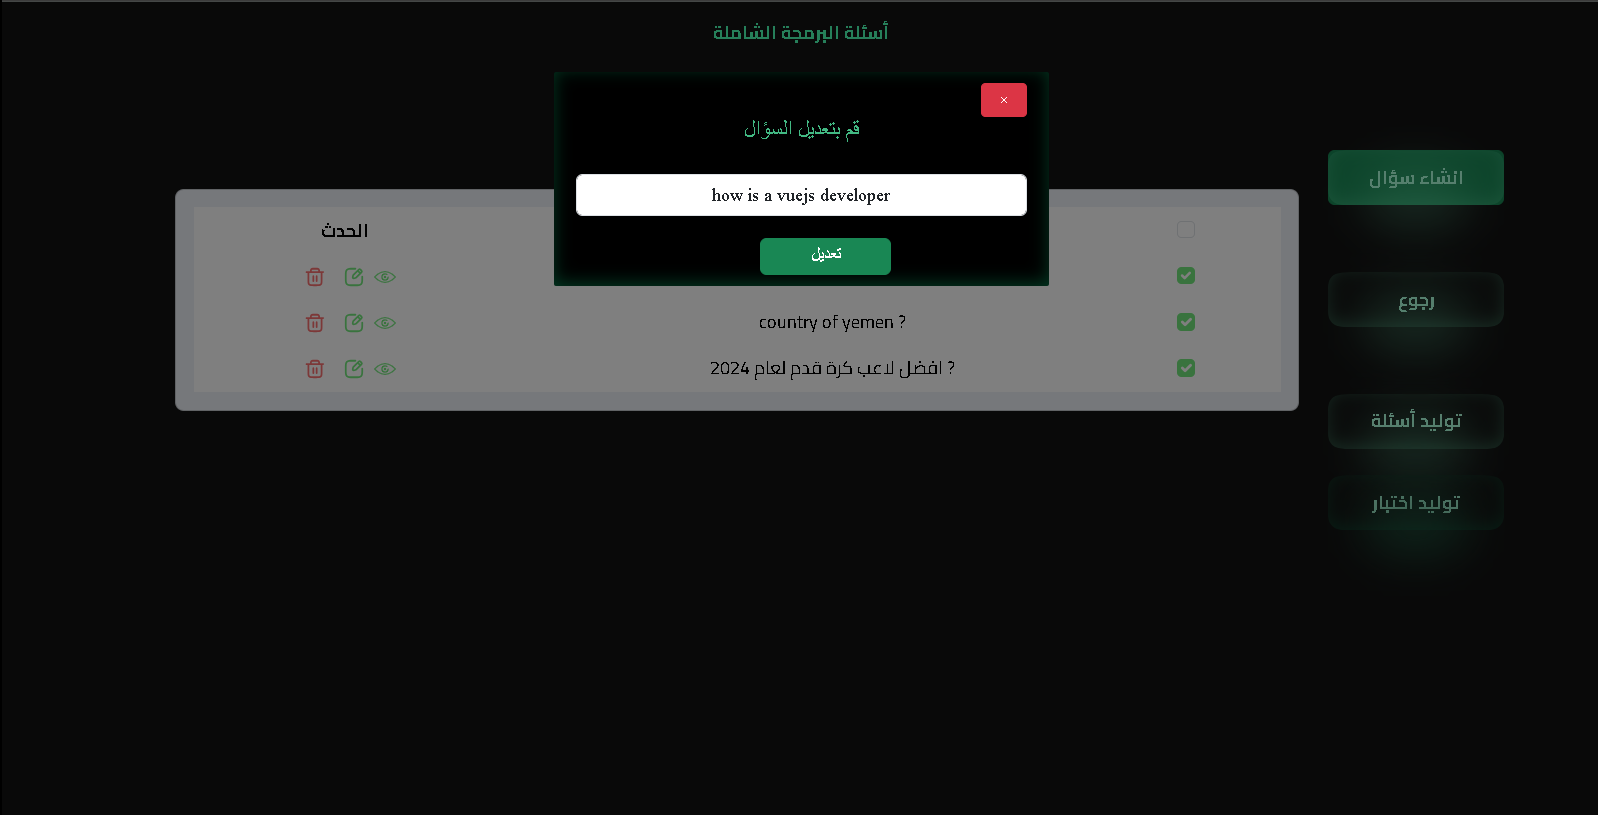 أسئلة البرمجة الشاملة
×
قم بتعديل السؤال
how is a vuejs developer
تعديل
انشاء سؤال
رجوع
توليد أسئلة
توليد اختبار
الحدث
country of yemen ?
افضل لاعب كرة قدم لعام 2024 ?